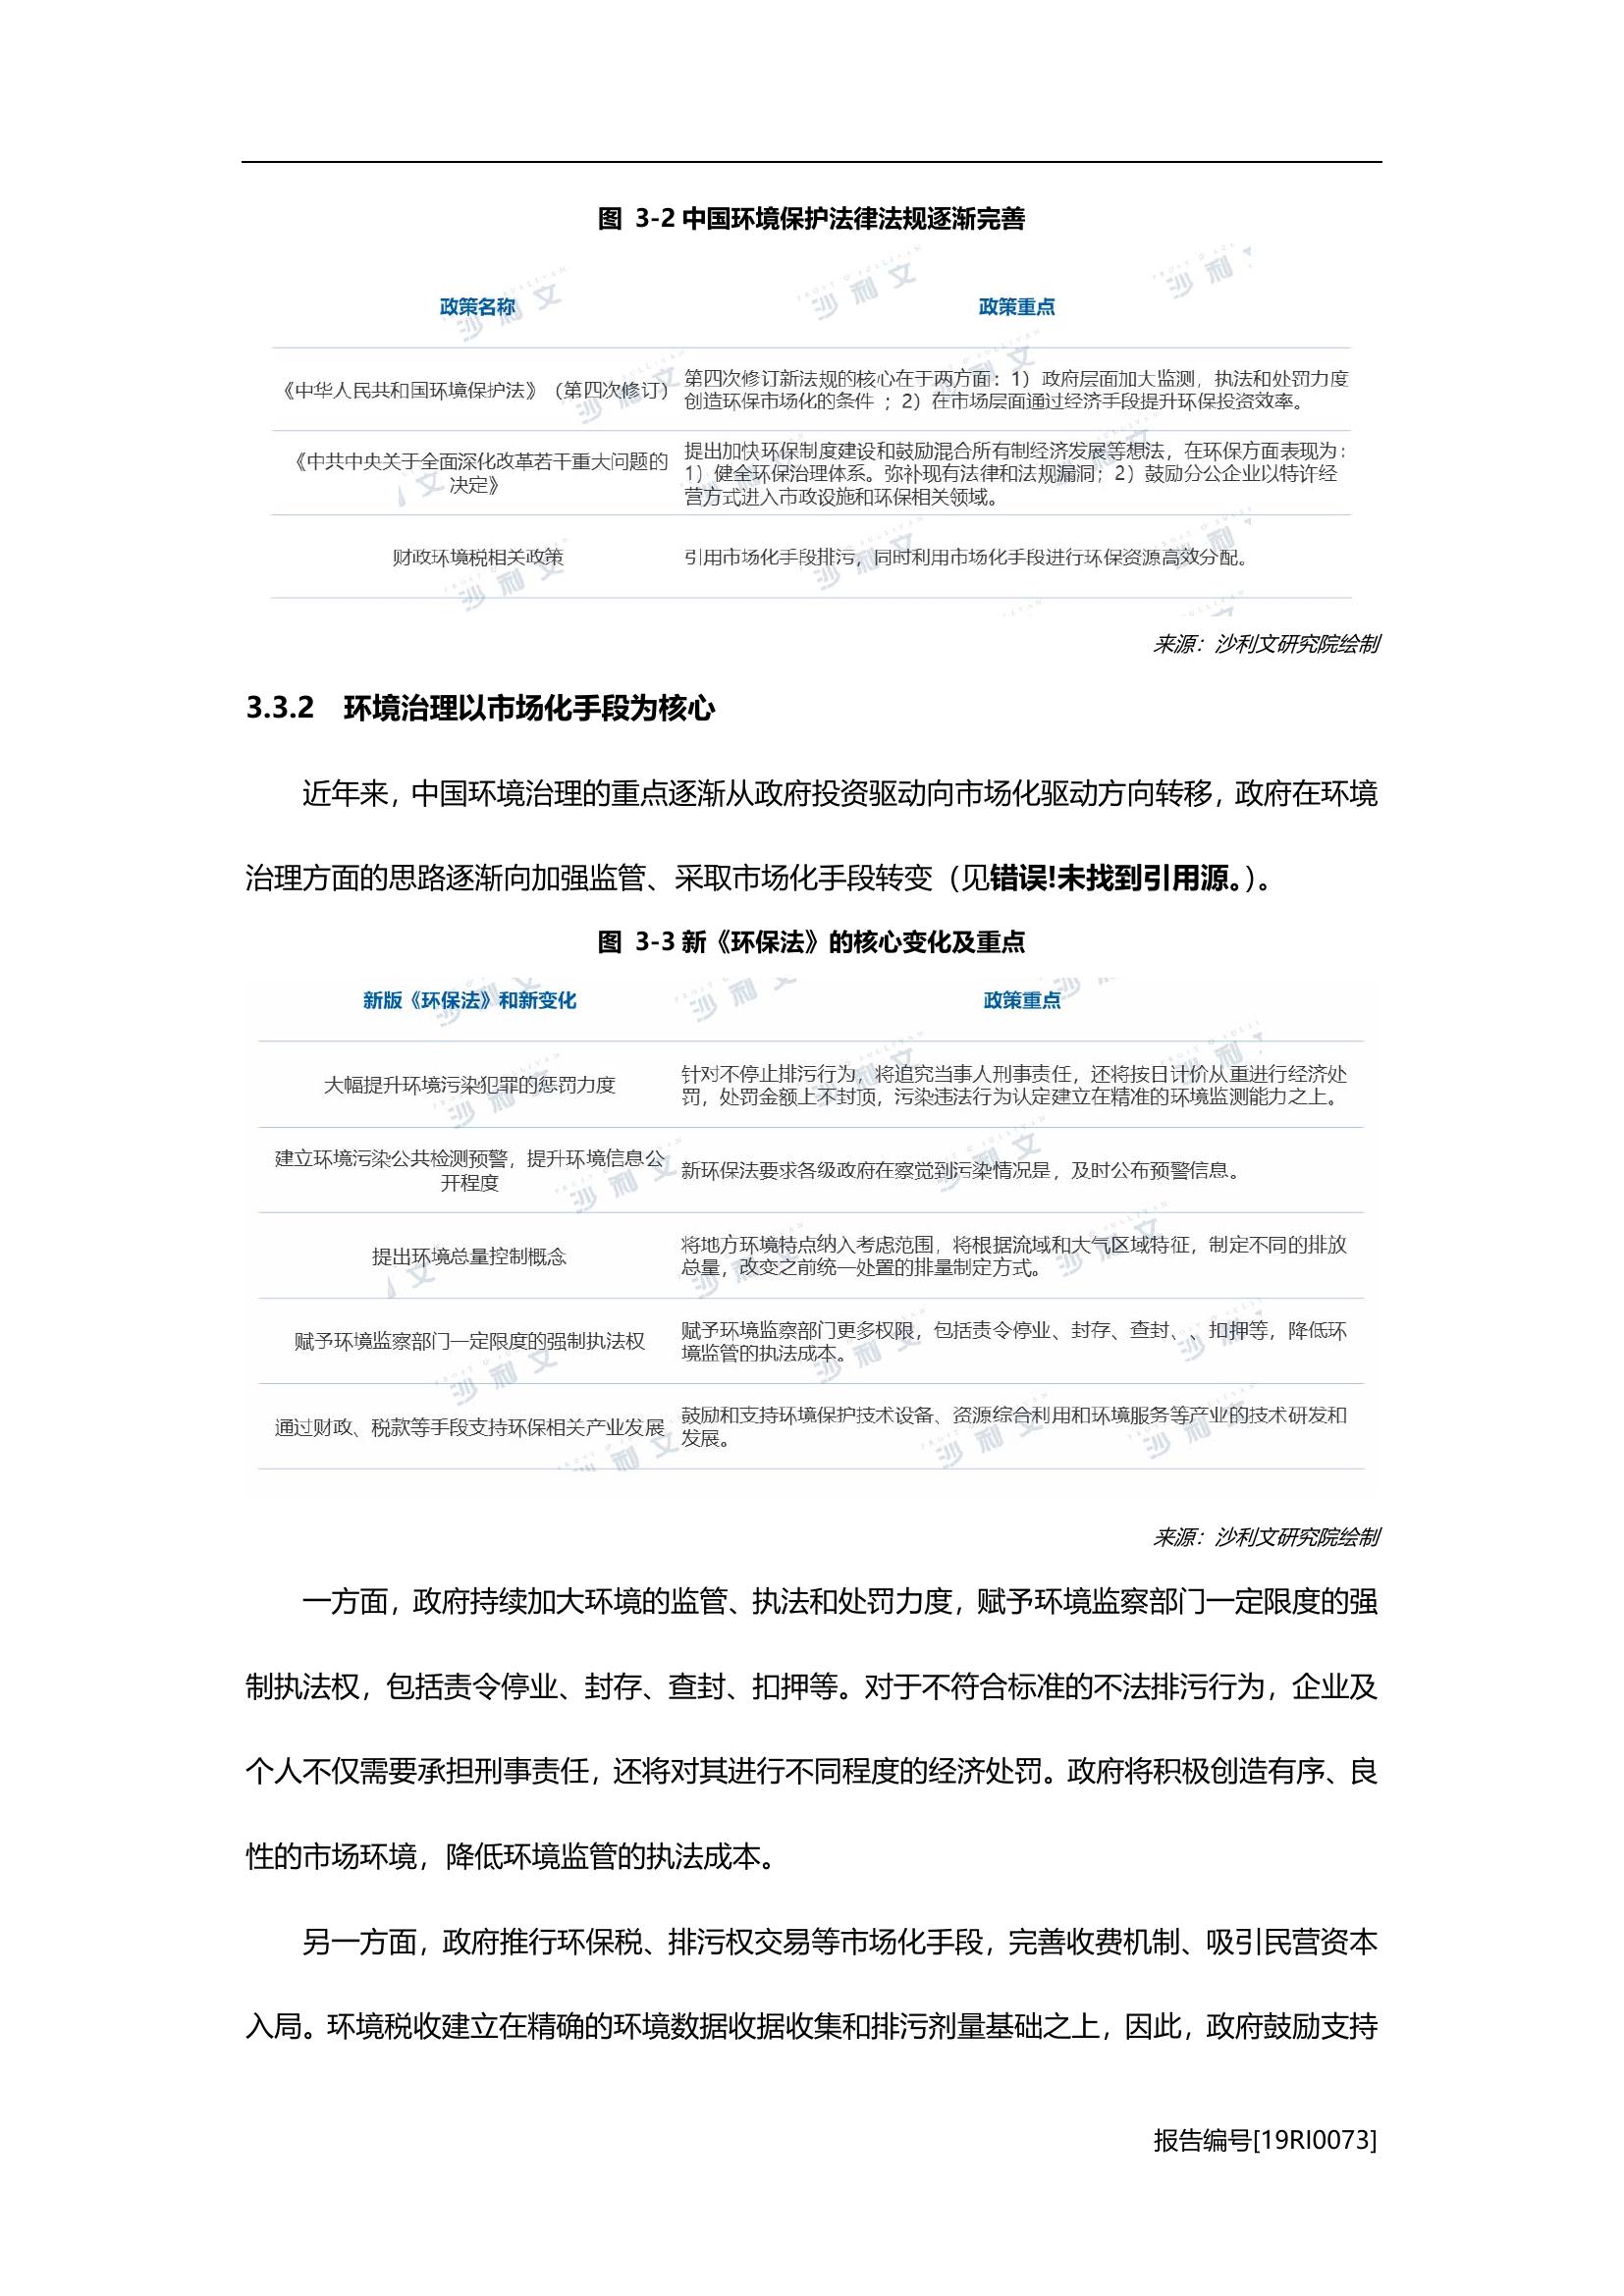 图 3-2 中国环境保护法律法规逐渐完善
政策名称
政策重点
《中华人民共和国环境保护法》（第四次修订）
第四次修订新法规的核心在于两方面：1）政府层面加大监测，执法和处罚力度
创造环保市场化的条件 ；2）在市场层面通过经济手段提升环保投资效率。
《中共中央关于全面深化改革若干重大问题的
决定》
提出加快环保制度建设和鼓励混合所有制经济发展等想法，在环保方面表现为：
1）健全环保治理体系。弥补现有法律和法规漏洞；2）鼓励分公企业以特许经
营方式进入市政设施和环保相关领域。
财政环境税相关政策
引用市场化手段排污，同时利用市场化手段进行环保资源高效分配。
来源：沙利文研究院绘制
3.3.2 环境治理以市场化手段为核心
近年来，中国环境治理的重点逐渐从政府投资驱动向市场化驱动方向转移，政府在环境
治理方面的思路逐渐向加强监管、采取市场化手段转变（见错误!未找到引用源。）。
图 3-3 新《环保法》的核心变化及重点
新版《环保法》和新变化
政策重点
大幅提升环境污染犯罪的惩罚力度
针对不停止排污行为，将追究当事人刑事责任，还将按日计价从重进行经济处
罚，处罚金额上不封顶，污染违法行为认定建立在精准的环境监测能力之上。
建立环境污染公共检测预警，提升环境信息公
开程度
新环保法要求各级政府在察觉到污染情况是，及时公布预警信息。
提出环境总量控制概念
将地方环境特点纳入考虑范围，将根据流域和大气区域特征，制定不同的排放
总量，改变之前统一处置的排量制定方式。
赋予环境监察部门一定限度的强制执法权
赋予环境监察部门更多权限，包括责令停业、封存、查封、、扣押等，降低环
境监管的执法成本。
通过财政、税款等手段支持环保相关产业发展
鼓励和支持环境保护技术设备、资源综合利用和环境服务等产业的技术研发和
发展。
来源：沙利文研究院绘制
一方面，政府持续加大环境的监管、执法和处罚力度，赋予环境监察部门一定限度的强
制执法权，包括责令停业、封存、查封、扣押等。对于不符合标准的不法排污行为，企业及
个人不仅需要承担刑事责任，还将对其进行不同程度的经济处罚。政府将积极创造有序、良
性的市场环境，降低环境监管的执法成本。
另一方面，政府推行环保税、排污权交易等市场化手段，完善收费机制、吸引民营资本
入局。环境税收建立在精确的环境数据收据收集和排污剂量基础之上，因此，政府鼓励支持
报告编号[19RI0073]